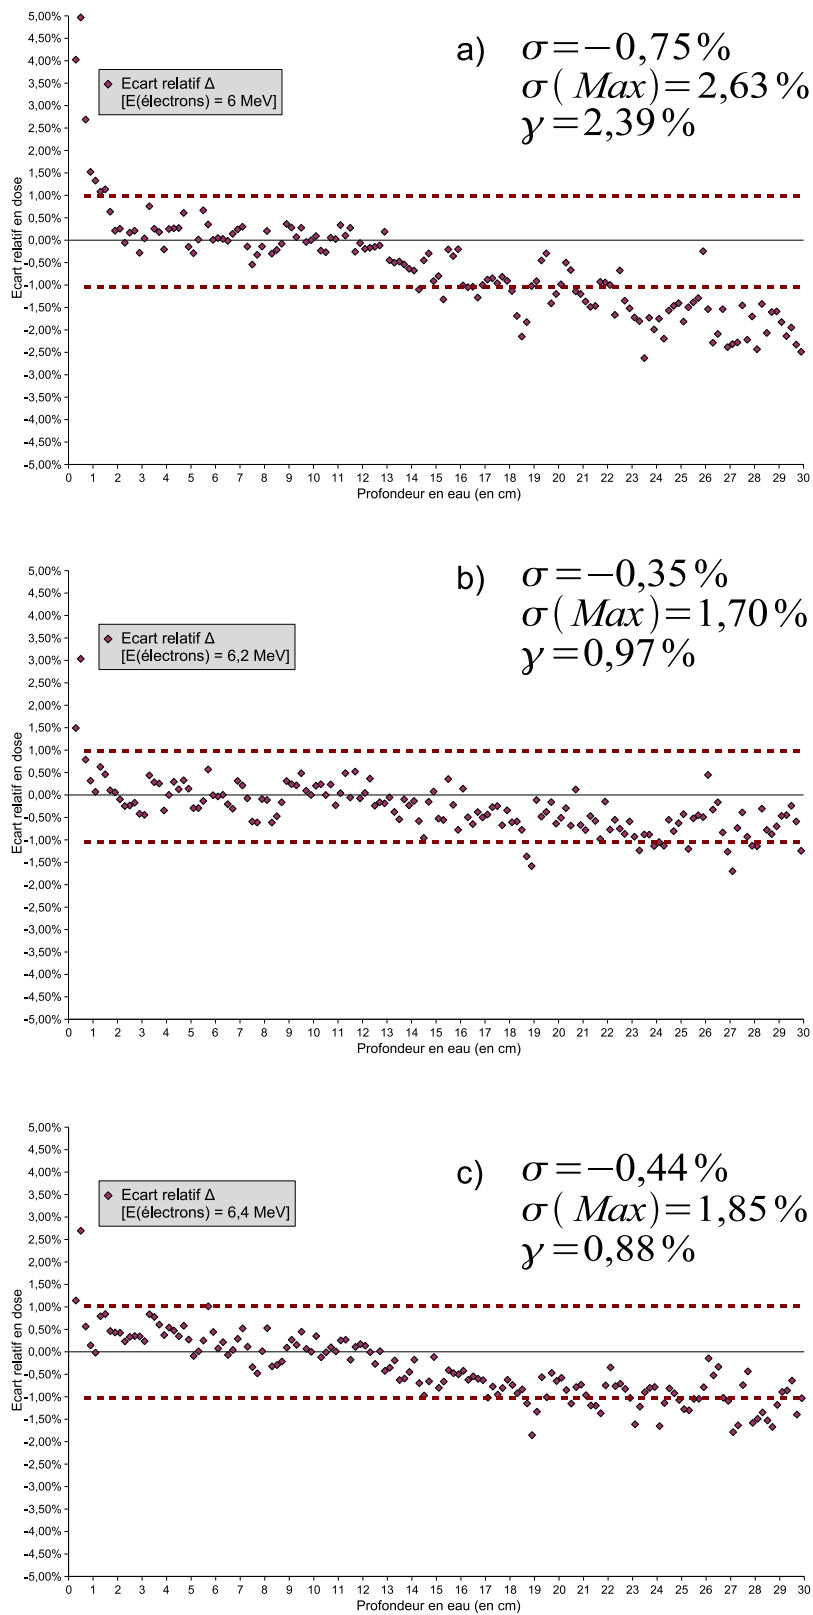 5,00%
4,50%
4,00%
3,50%
3,00%
2,50%
2,00%
1,50%
1,00%
0,50%
0,00%
-0,50%
-1,00%
-1,50%
-2,00%
-2,50%
-3,00%
-3,50%
-4,00%
-4,50%
-5,00%
Ecart relatif en dose
Ecart relatif Δ
[E(électrons) = 6 MeV]
a)
σ=−0,75%
σ(Max)=2,63%
γ=2,39%
0 1 2 3 4 5 6 7 8 9 10 11 12 13 14 15 16 17 18 19 20 21 22 23 24 25 26 27 28 29 30
Profondeur en eau (en cm)
5,00%
4,50%
4,00%
3,50%
3,00%
2,50%
2,00%
1,50%
1,00%
0,50%
0,00%
-0,50%
-1,00%
-1,50%
-2,00%
-2,50%
-3,00%
-3,50%
-4,00%
-4,50%
-5,00%
Ecart relatif en dose
Ecart relatif Δ
[E(électrons) = 6,2 MeV]
b)
σ=−0,35%
σ(Max)=1,70%
γ=0,97%
0 1 2 3 4 5 6 7 8 9 10 11 12 13 14 15 16 17 18 19 20 21 22 23 24 25 26 27 28 29 30
Profondeur en eau (en cm)
5,00%
4,50%
4,00%
3,50%
3,00%
2,50%
2,00%
1,50%
1,00%
0,50%
0,00%
-0,50%
-1,00%
-1,50%
-2,00%
-2,50%
-3,00%
-3,50%
-4,00%
-4,50%
-5,00%
Ecart relatif en dose
Ecart relatif Δ
[E(électrons) = 6,4 MeV]
c)
σ=−0,44%
σ(Max)=1,85%
γ=0,88%
0 1 2 3 4 5 6 7 8 9 10 11 12 13 14 15 16 17 18 19 20 21 22 23 24 25 26 27 28 29 30
Profondeur en eau (en cm)